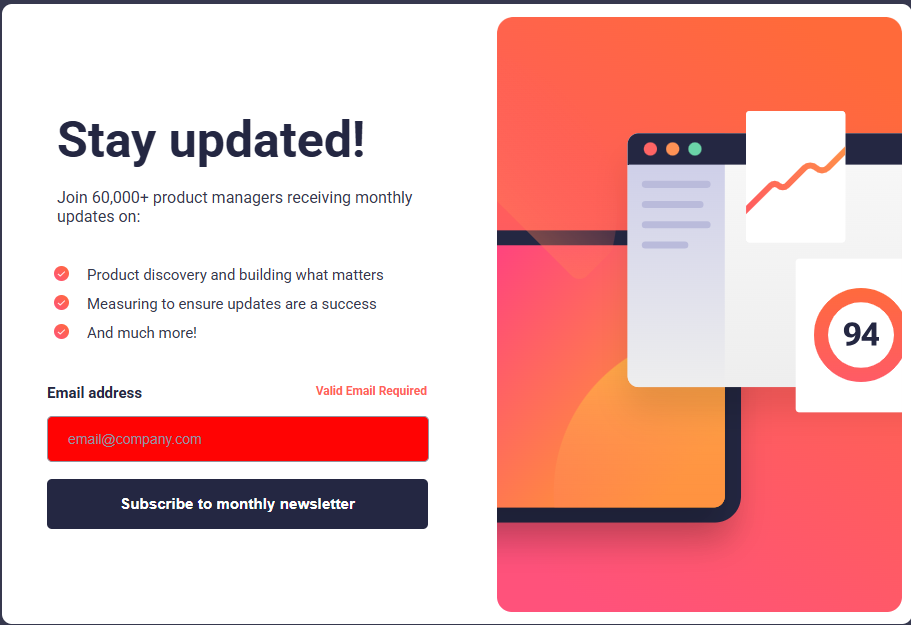 Stay updated!
Join 60,000+ product managers receiving monthly
updates on:
Product discovery and building what matters
Measuring to ensure updates are a success
And much more!
Email address
Valid Email Required
email@company.com
Subscribe to monthly newsletter
94